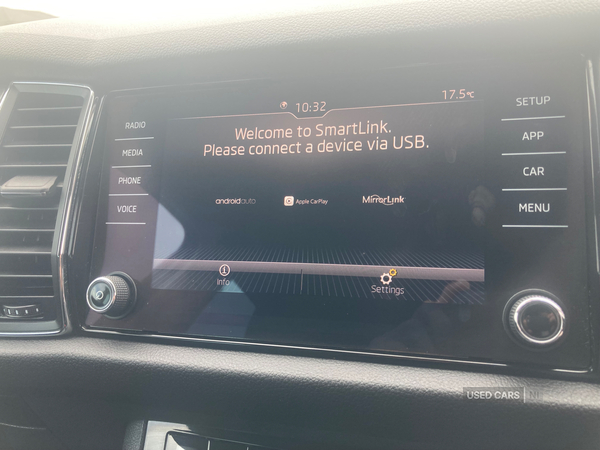 10:32
17.5°C
Welcome to SmartLink.
Please connect a device via USB.
androidauto
Apple CarPlay
MirrorLink
Info
Settings
RADIO
MEDIA
PHONE
VOICE
SETUP
APP
CAR
MENU
USED CARS NI